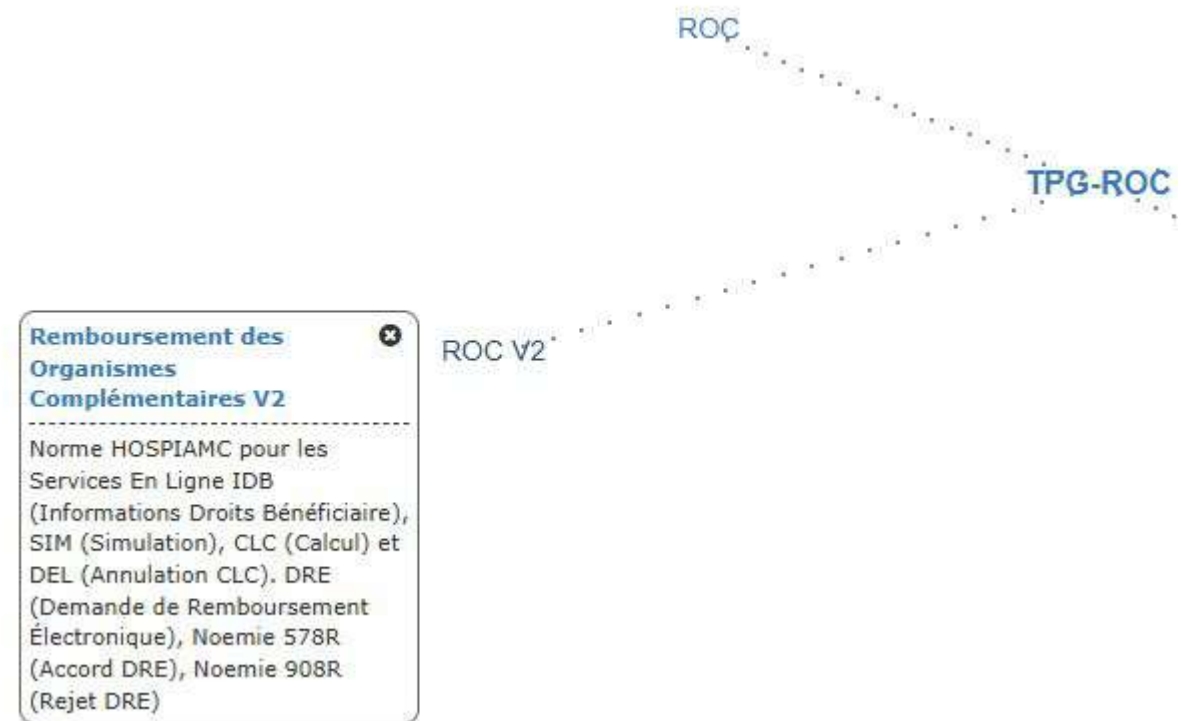 ROC
TPG-ROC
ROC V2
Remboursement des
Organismes
Complémentaires V2
Norme HOSPIAMC pour les
Services En Ligne IDB
(Informations Droits Bénéficiaire),
SIM (Simulation), CLC (Calcul) et
DEL (Annulation CLC). DRE
(Demande de Remboursement
Électronique), Noemie 578R
(Accord DRE), Noemie 908R
(Rejet DRE)